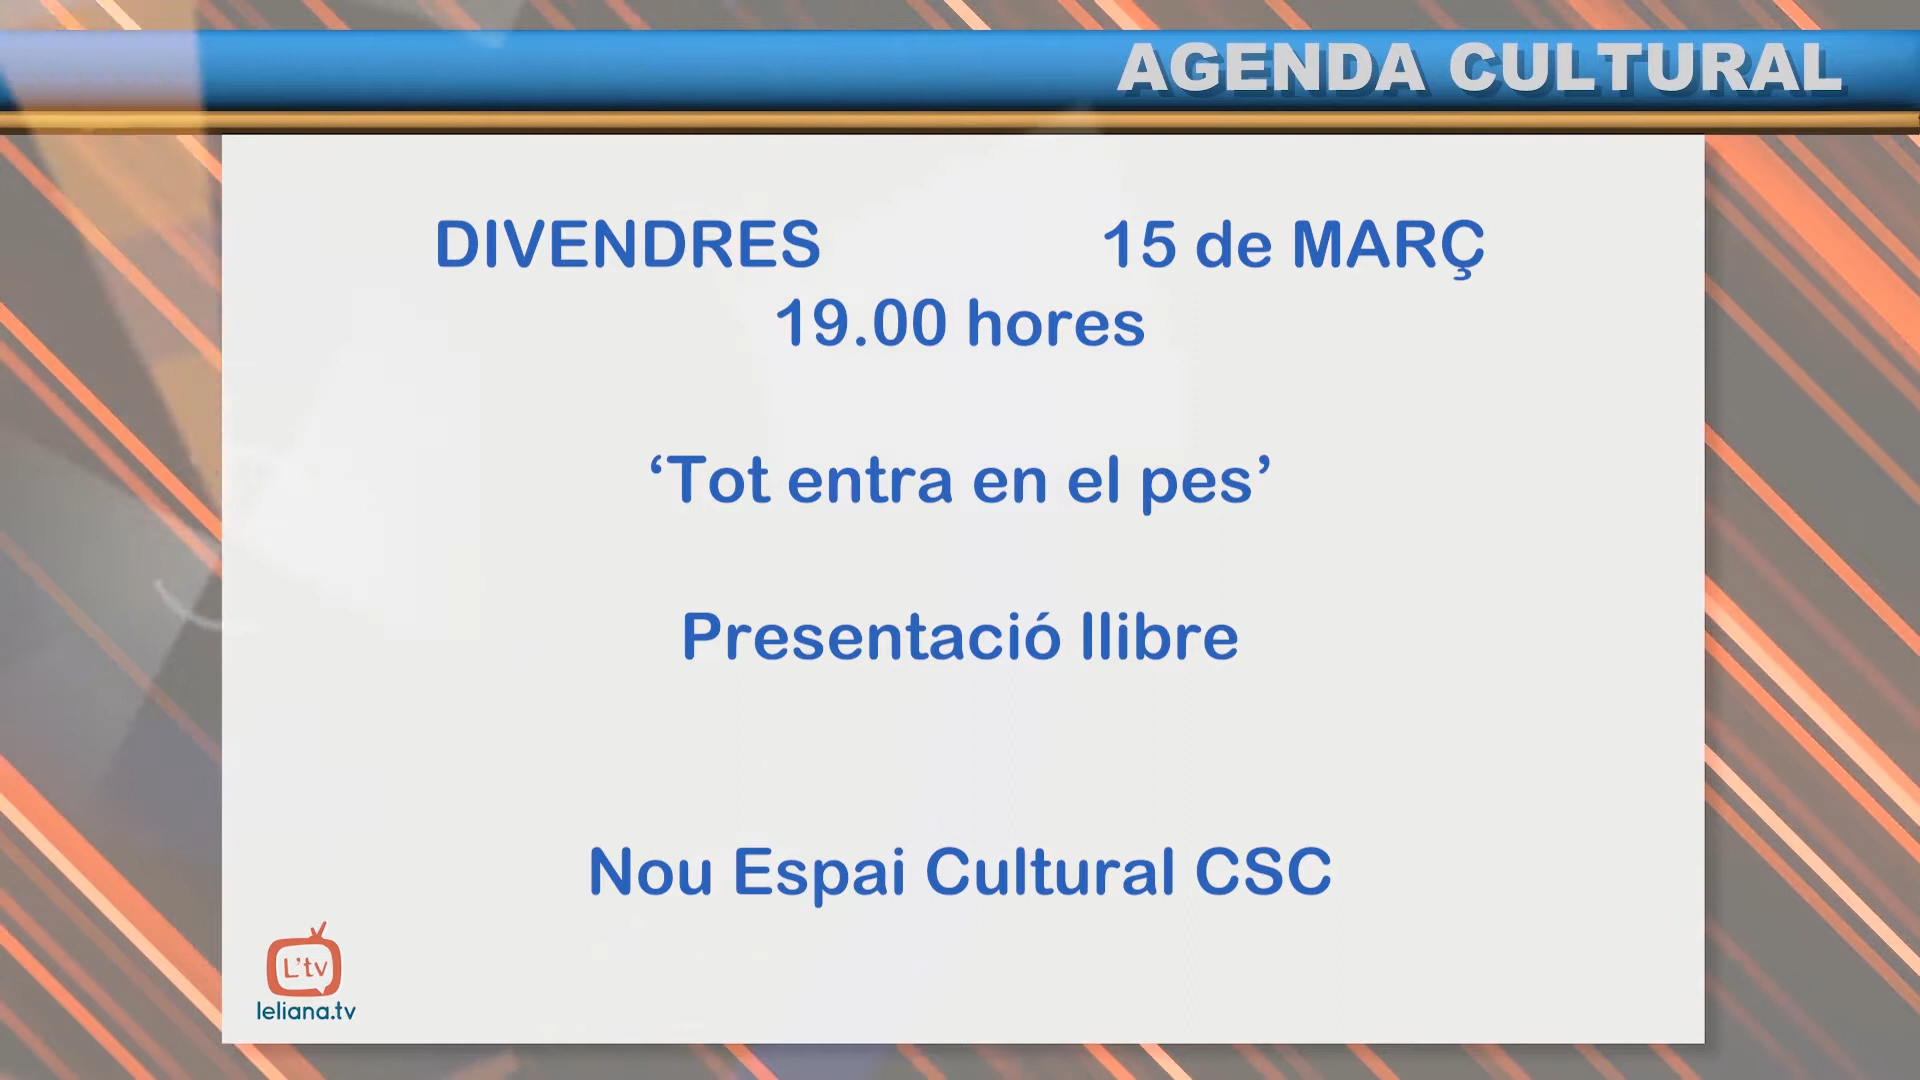 AGENDA CULTURAL
DIVENDRES 15 de MARÇ
19.00 hores
‘Tot entra en el pes’
Presentació llibre
Nou Espai Cultural CSC
L'tv
leliana.tv